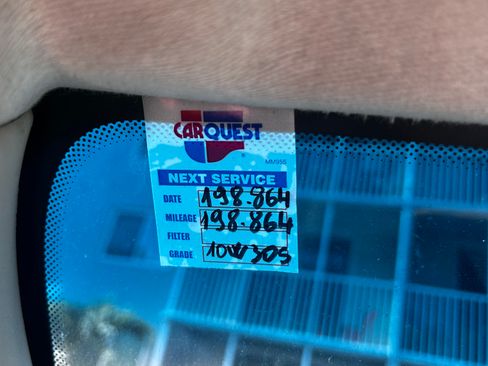 CARQUEST
MM955
NEXT SERVICE
DATE 198.864
MILEAGE 198.864
FILTER
GRADE 10W30S